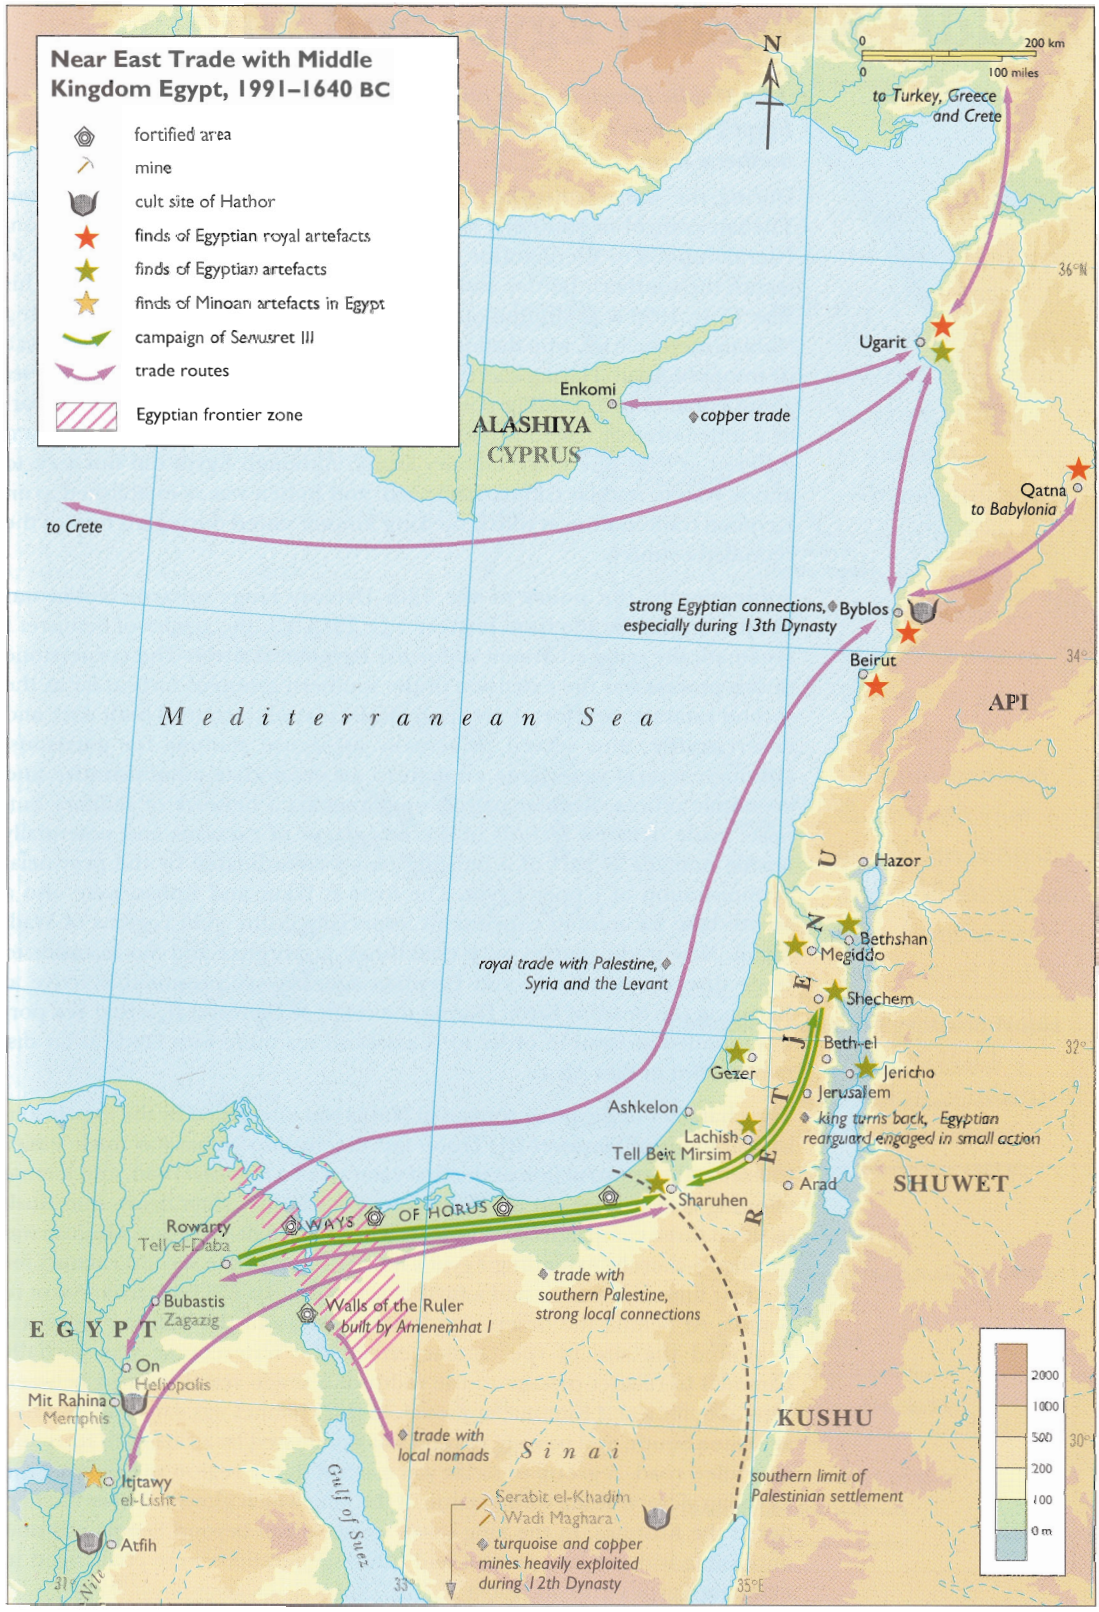 Near East Trade with Middle
Kingdom Egypt, 1991–1640 BC
fortified area
mine
cult site of Hathor
finds of Egyptian royal artefacts
finds of Egyptian artefacts
finds of Minoan artefacts in Egypt
campaign of Senusret III
trade routes
Egyptian frontier zone
N
0 200 km
0 100 miles
to Turkey, Greece
and Crete
36°N
Ugarit
Enkomi
copper trade
ALASHIYA
CYPRUS
Qatna
to Babylonia
to Crete
strong Egyptian connections,
especially during 13th Dynasty
Byblos
34°
Beirut
API
Mediterranean Sea
Hazor
RETJENU
Bethshan
Megiddo
royal trade with Palestine,
Syria and the Levant
Shechem
32°
Beth-el
Gezer
Jericho
Jerusalem
Ashkelon
king turns back, Egyptian
rearguard engaged in small action
Lachish
Tell Beit Mirsim
Arad
SHUWET
Sharuhen
WAYS OF HORUS
Rowarty
Tell el-Daba
trade with
southern Palestine,
strong local connections
Bubastis
Zagazig
Walls of the Ruler
built by Amenemhat I
EGYPT
On
Heliopolis
Mit Rahina
Memphis
KUSHU
trade with
local nomads
Sinai
30°
Itjtawy
el-Lisht
southern limit of
Palestinian settlement
Gulf of Suez
Serabit el-Khadim
Wadi Maghara
turquoise and copper
mines heavily exploited
during 12th Dynasty
Atfih
Nile
31°
33°
35°E
2000
1000
500
200
100
0 m